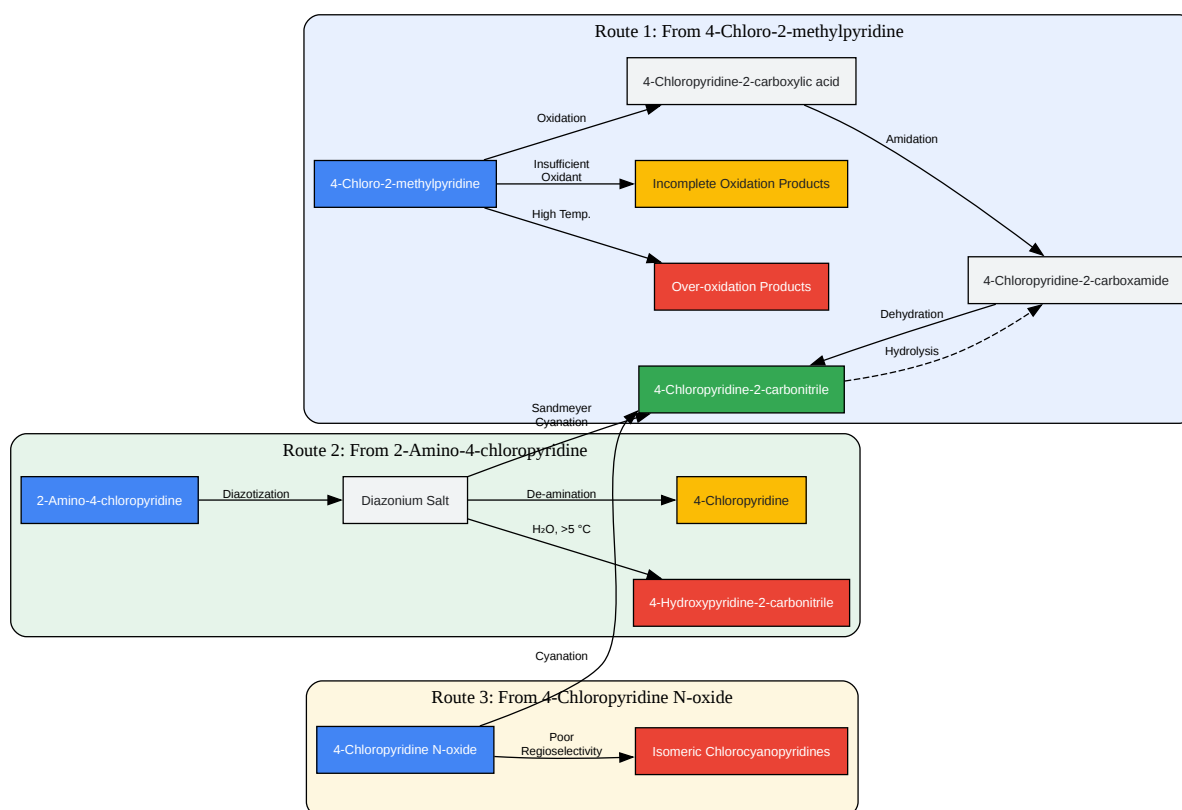 Route 1: From 4-Chloro-2-methylpyridine
4-Chloropyridine-2-carboxylic acid
Oxidation
Amidation
4-Chloro-2-methylpyridine
Insufficient
Oxidant
Incomplete Oxidation Products
High Temp.
Over-oxidation Products
4-Chloropyridine-2-carboxamide
Dehydration
Hydrolysis
4-Chloropyridine-2-carbonitrile
Sandmeyer
Cyanation
Route 2: From 2-Amino-4-chloropyridine
2-Amino-4-chloropyridine
Diazotization
Diazonium Salt
De-amination
4-Chloropyridine
H₂O, >5 °C
4-Hydroxypyridine-2-carbonitrile
Cyanation
Route 3: From 4-Chloropyridine N-oxide
4-Chloropyridine N-oxide
Poor
Regioselectivity
Isomeric Chlorocyanopyridines